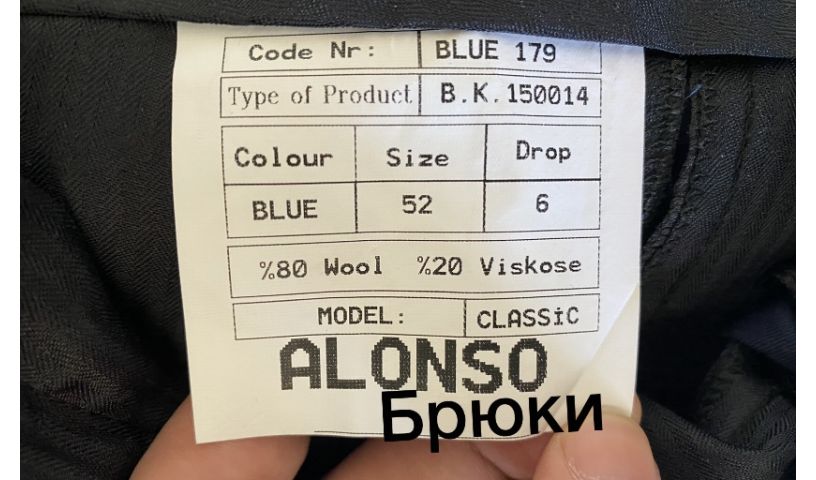 Code Nr: BLUE 179
Type of Product B.K.150014
Colour Size Drop
BLUE 52 6
%80 Wool %20 Viskose
MODEL: CLASSiC
ALONSO
Брюки